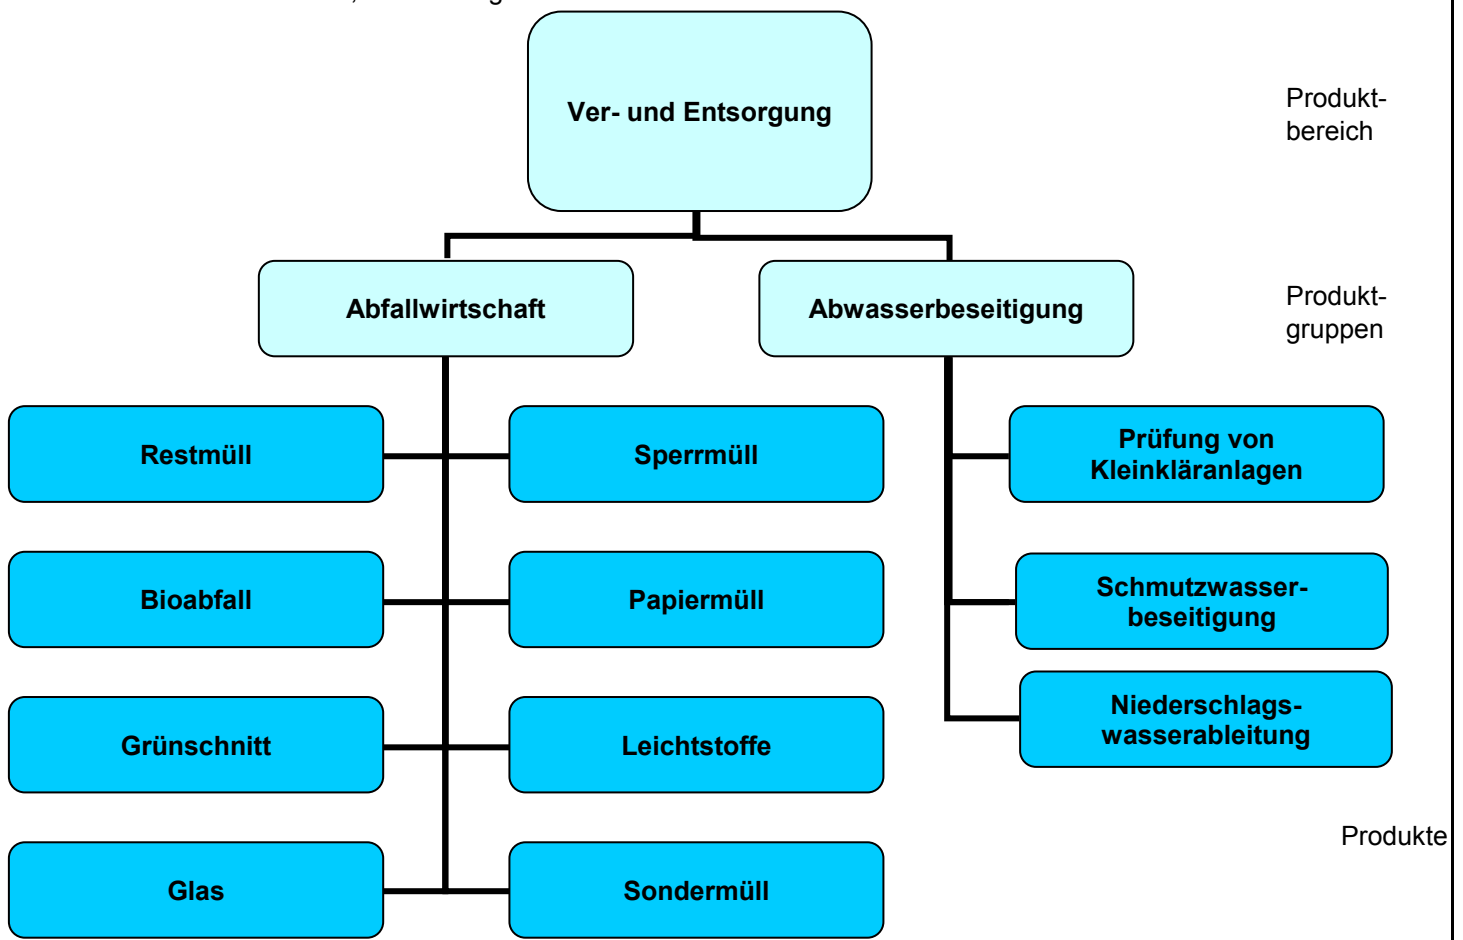 Ver- und Entsorgung
Produkt-
bereich
Abfallwirtschaft
Abwasserbeseitigung
Produkt-
gruppen
Restmüll
Sperrmüll
Prüfung von
Kleinkläranlagen
Bioabfall
Papiermüll
Schmutzwasser-
beseitigung
Grünschnitt
Leichtstoffe
Niederschlags-
wasserableitung
Produkte
Glas
Sondermüll